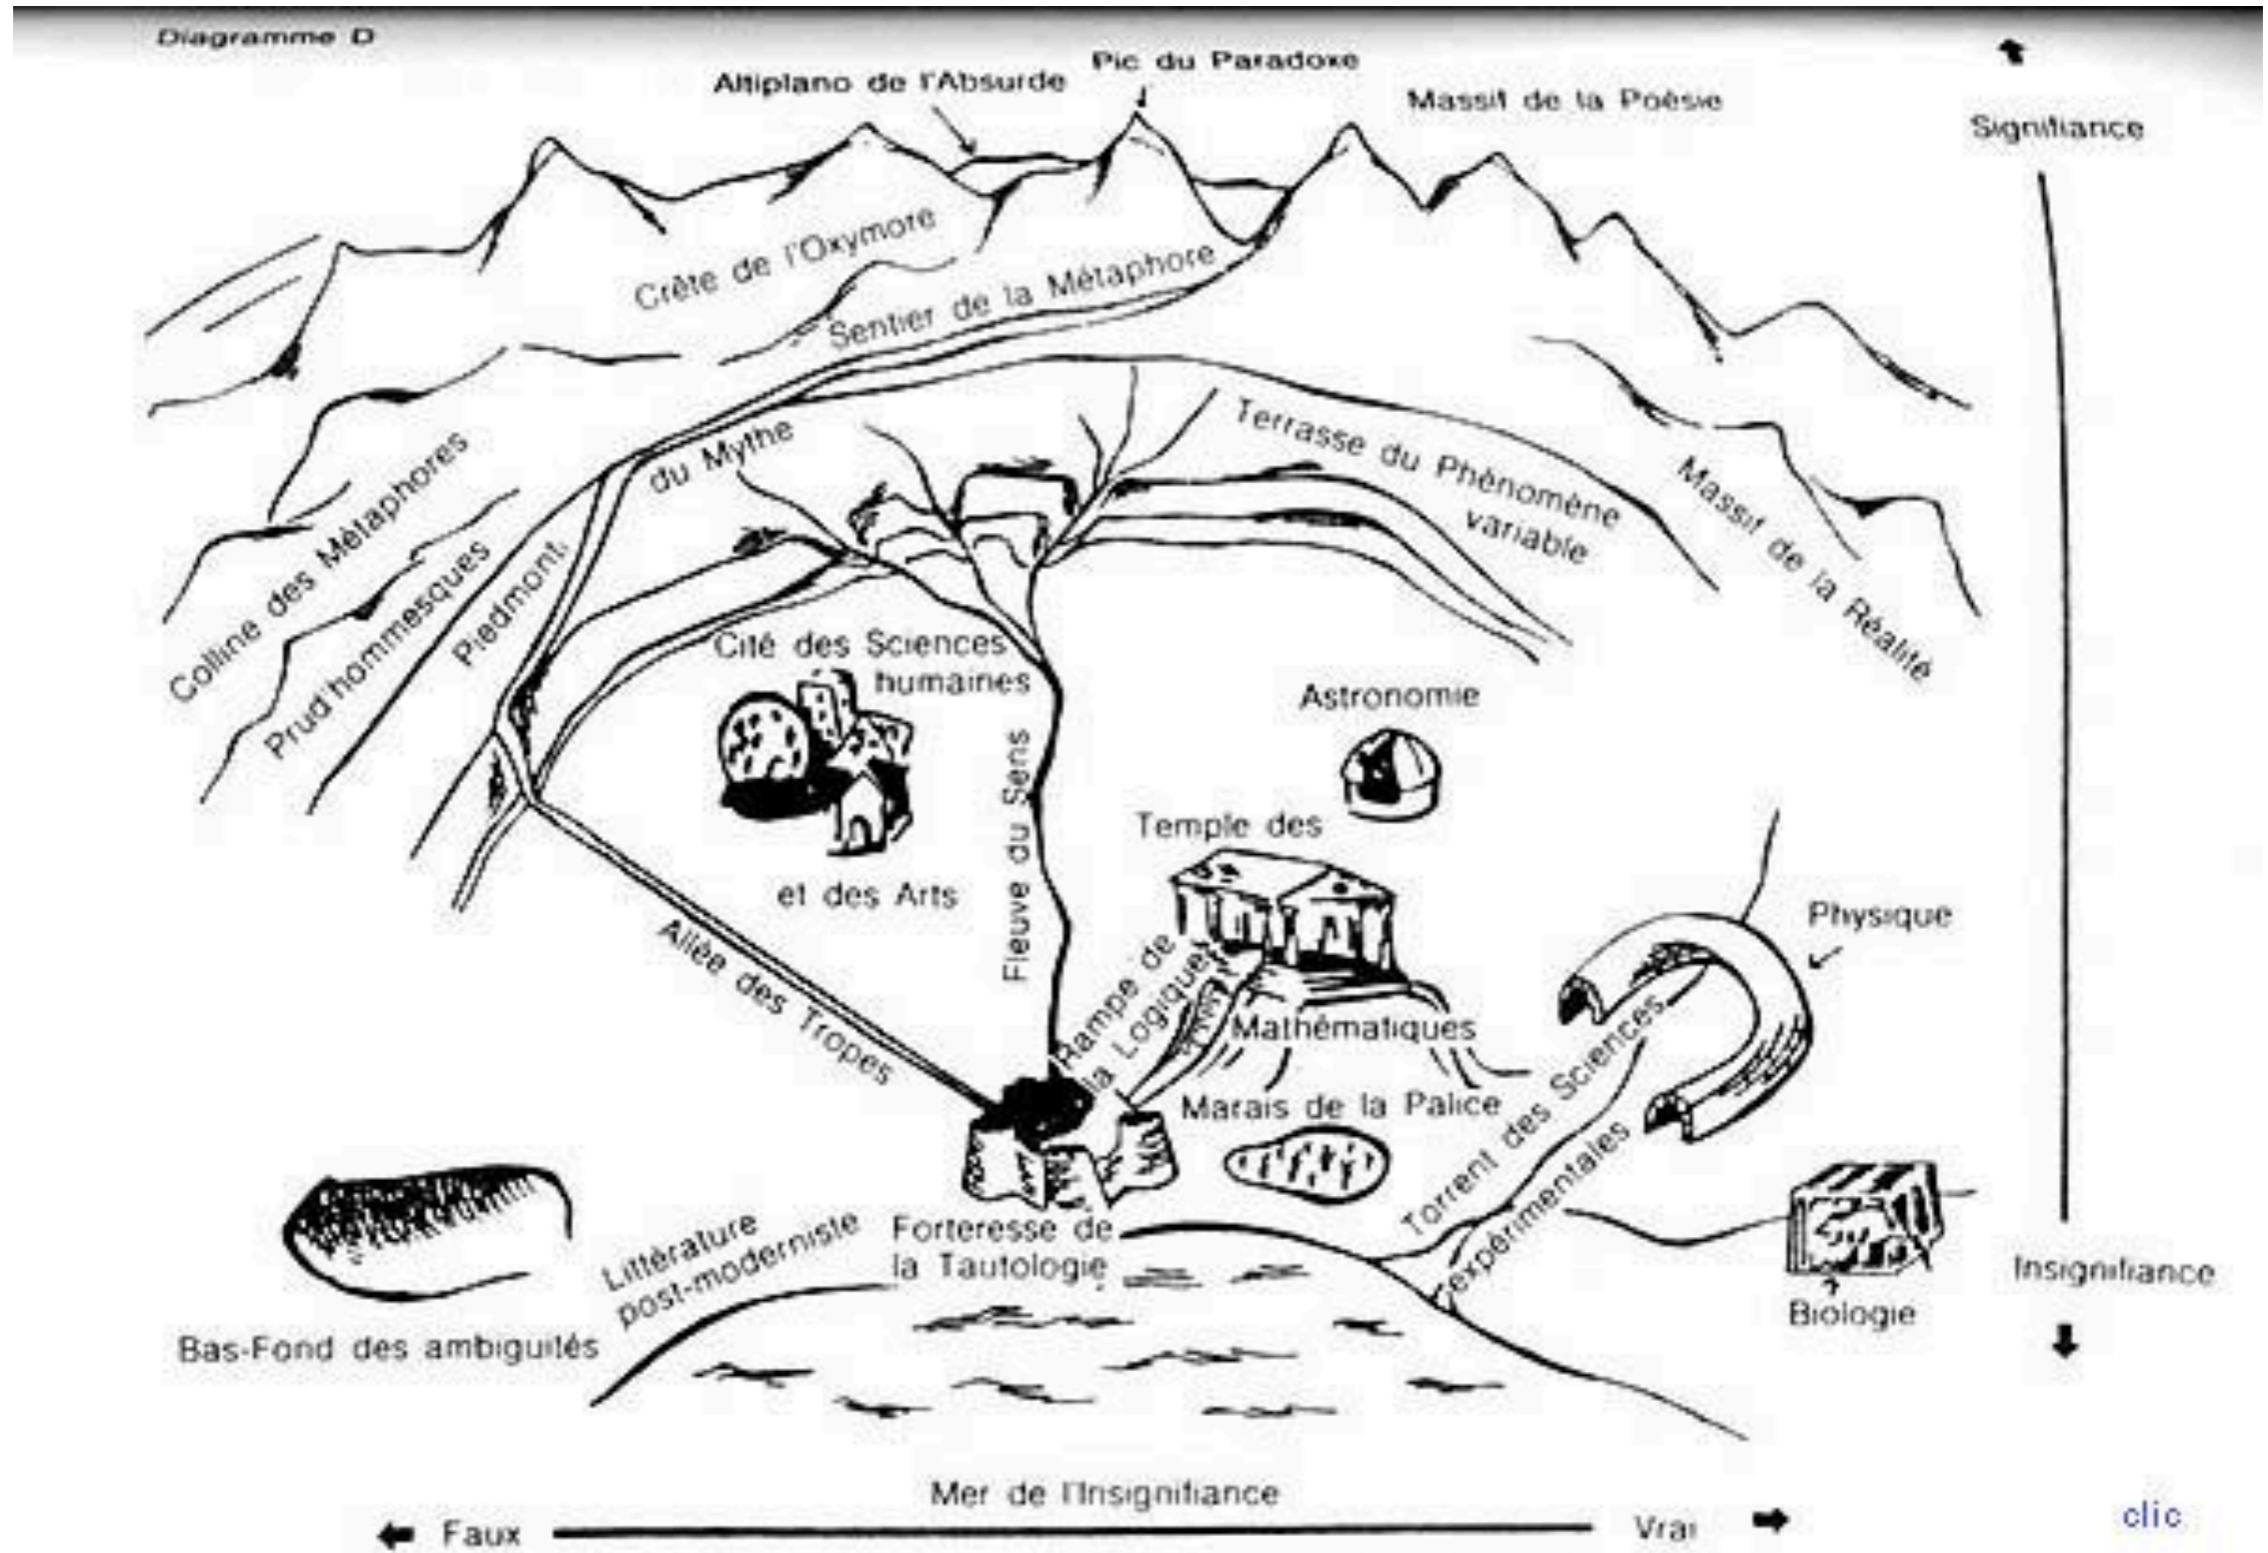 Diagramme D
Pic du Paradoxe
Altiplano de l'Absurde
Massif de la Poésie
Signifiance
Crête de l'Oxymore
Sentier de la Métaphore
Terrasse du Phénomène
variable
du Mythe
Piedmont
Colline des Métaphores
Prud'hommesques
Massif de la Réalité
Cité des Sciences
humaines
et des Arts
Astronomie
Fleuve du Sens
Temple des
Mathématiques
Physique
Allée des Tropes
Rampe de
la Logique
Marais de la Palice
Torrent des Sciences
expérimentales
Littérature
post-moderniste
Forteresse de
la Tautologie
Insignifiance
Biologie
Bas-Fond des ambiguités
Mer de l'Insignifiance
Faux
Vrai
clic